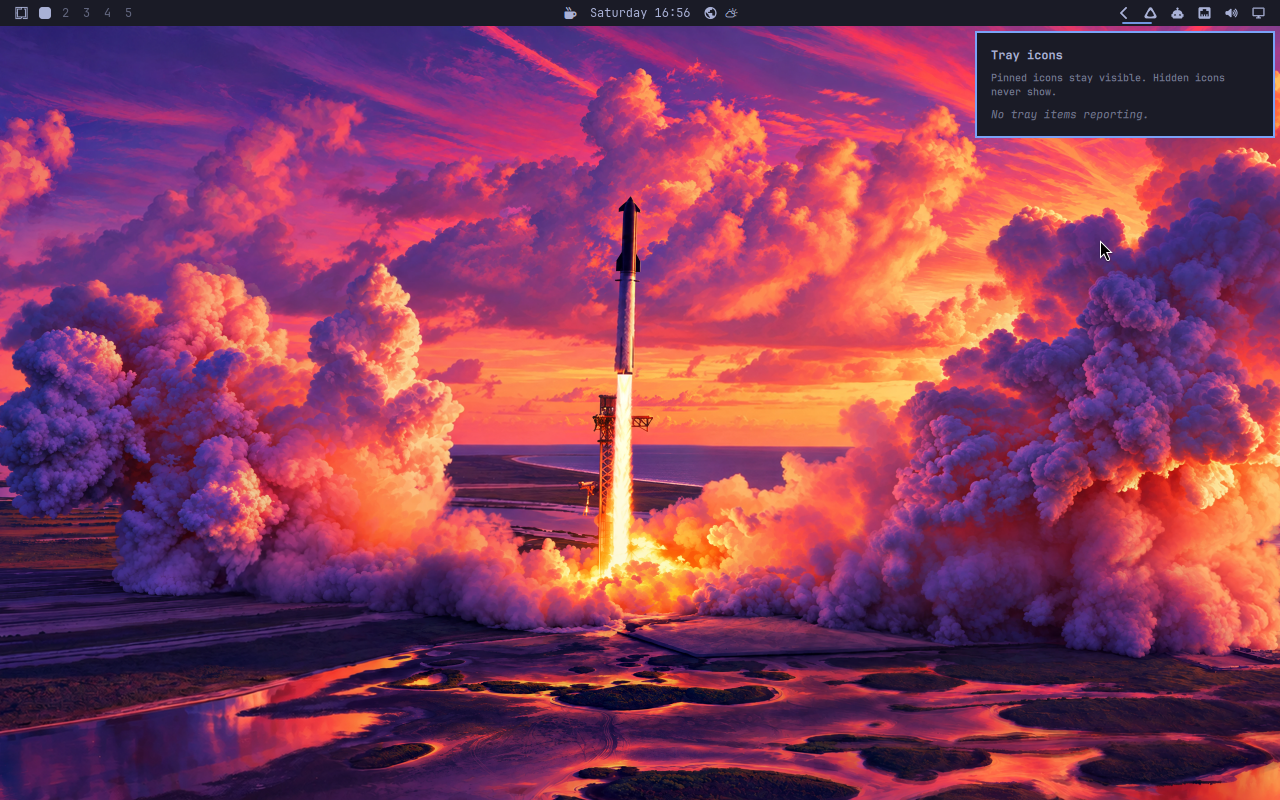 2 3 4 5
Saturday 16:56
Tray icons
Pinned icons stay visible. Hidden icons
never show.
No tray items reporting.